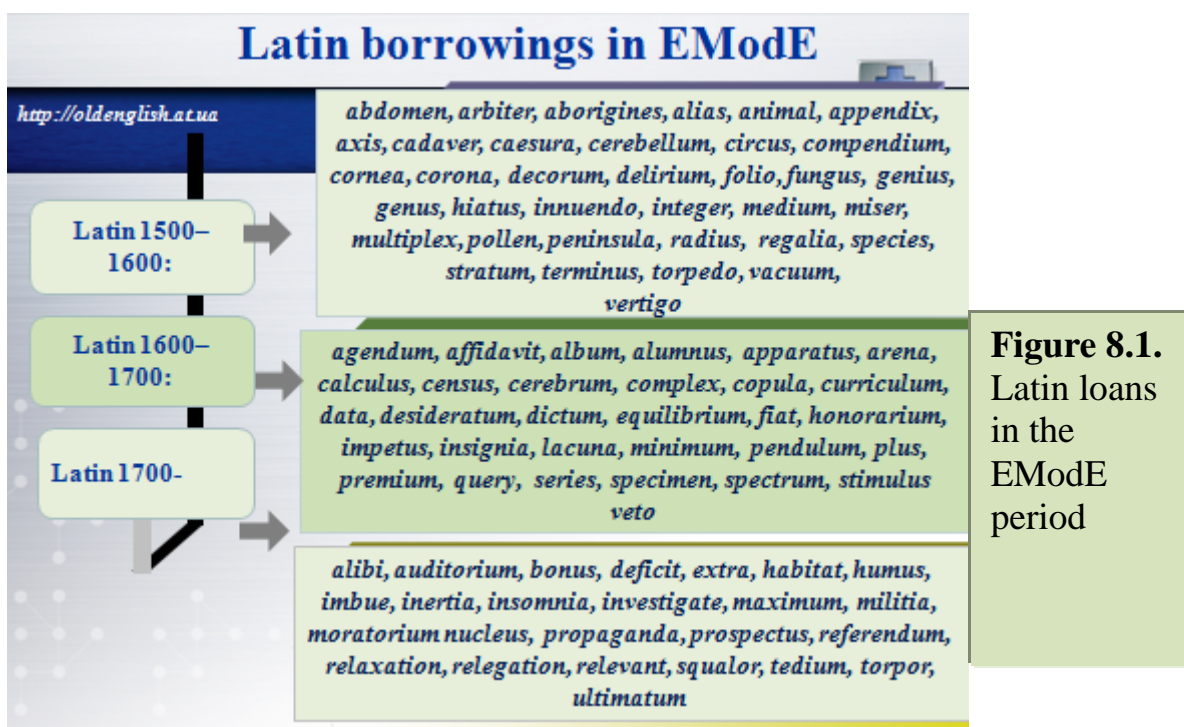 Latin borrowings in EModE
http://oldenglish.at.ua
Latin 1500–
1600:
abdomen, arbiter, aborigines, alias, animal, appendix,
axis, cadaver, caesura, cerebellum, circus, compendium,
cornea, corona, decorum, delirium, folio, fungus, genius,
genus, hiatus, innuendo, integer, medium, miser,
multiplex, pollen, peninsula, radius, regalia, species,
stratum, terminus, torpedo, vacuum,
vertigo
Latin 1600–
1700:
agendum, affidavit, album, alumnus, apparatus, arena,
calculus, census, cerebrum, complex, copula, curriculum,
data, desideratum, dictum, equilibrium, fiat, honorarium,
impetus, insignia, lacuna, minimum, pendulum, plus,
premium, query, series, specimen, spectrum, stimulus
veto
Latin 1700-
alibi, auditorium, bonus, deficit, extra, habitat, humus,
imbue, inertia, insomnia, investigate, maximum, militia,
moratorium nucleus, propaganda, prospectus, referendum,
relaxation, relegation, relevant, squalor, tedium, torpor,
ultimatum
Figure 8.1.
Latin loans
in the
EModE
period